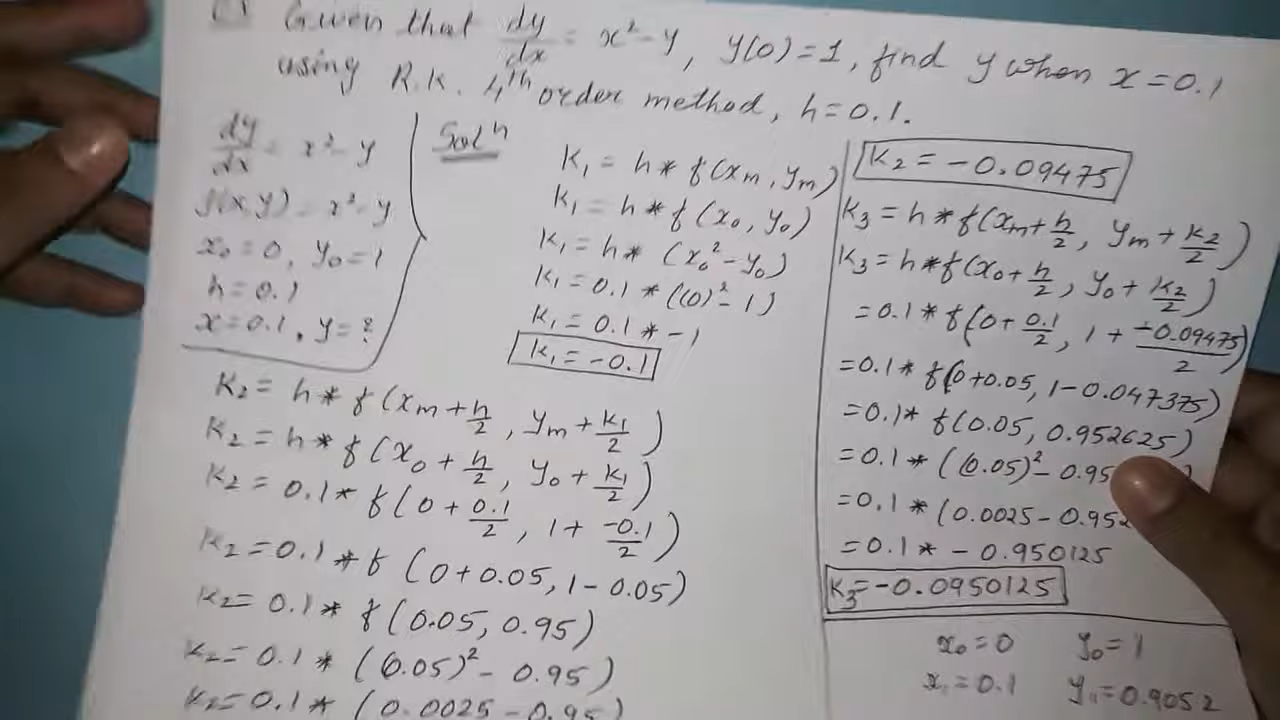 Given that dy/dx = x²-y, y(0)=1, find y when x=0.1
using R.K. 4th order method, h=0.1.
dy/dx = x²-y
f(x,y) = x²-y
x₀=0, y₀=1
h=0.1
x=0.1, y=?
Solⁿ
K₁ = h* f(xₘ, yₘ)
K₁ = h* f(x₀, y₀)
K₁ = h* (x₀²-y₀)
K₁ = 0.1*((0)²-1)
K₁ = 0.1*-1
K₁ = -0.1
K₂ = h* f(xₘ+h/2, yₘ+K₁/2)
K₂ = h* f(x₀+h/2, y₀+K₁/2)
K₂ = 0.1* f(0+0.1/2, 1+-0.1/2)
K₂ = 0.1* f(0+0.05, 1-0.05)
K₂ = 0.1* f(0.05, 0.95)
K₂ = 0.1* ((0.05)²-0.95)
K₂ = 0.1* (0.0025-0.95)
K₂ = -0.09475
K₃ = h* f(xₘ+h/2, yₘ+K₂/2)
K₃ = h*f(x₀+h/2, y₀+K₂/2)
=0.1* f(0+0.1/2, 1+-0.09475/2)
=0.1* f(0+0.05, 1-0.047375)
=0.1* f(0.05, 0.952625)
=0.1* ((0.05)²-0.95
=0.1* (0.0025-0.952
=0.1*-0.950125
K₃=-0.0950125
x₀=0 y₀=1
x₁=0.1 y₁=0.9052